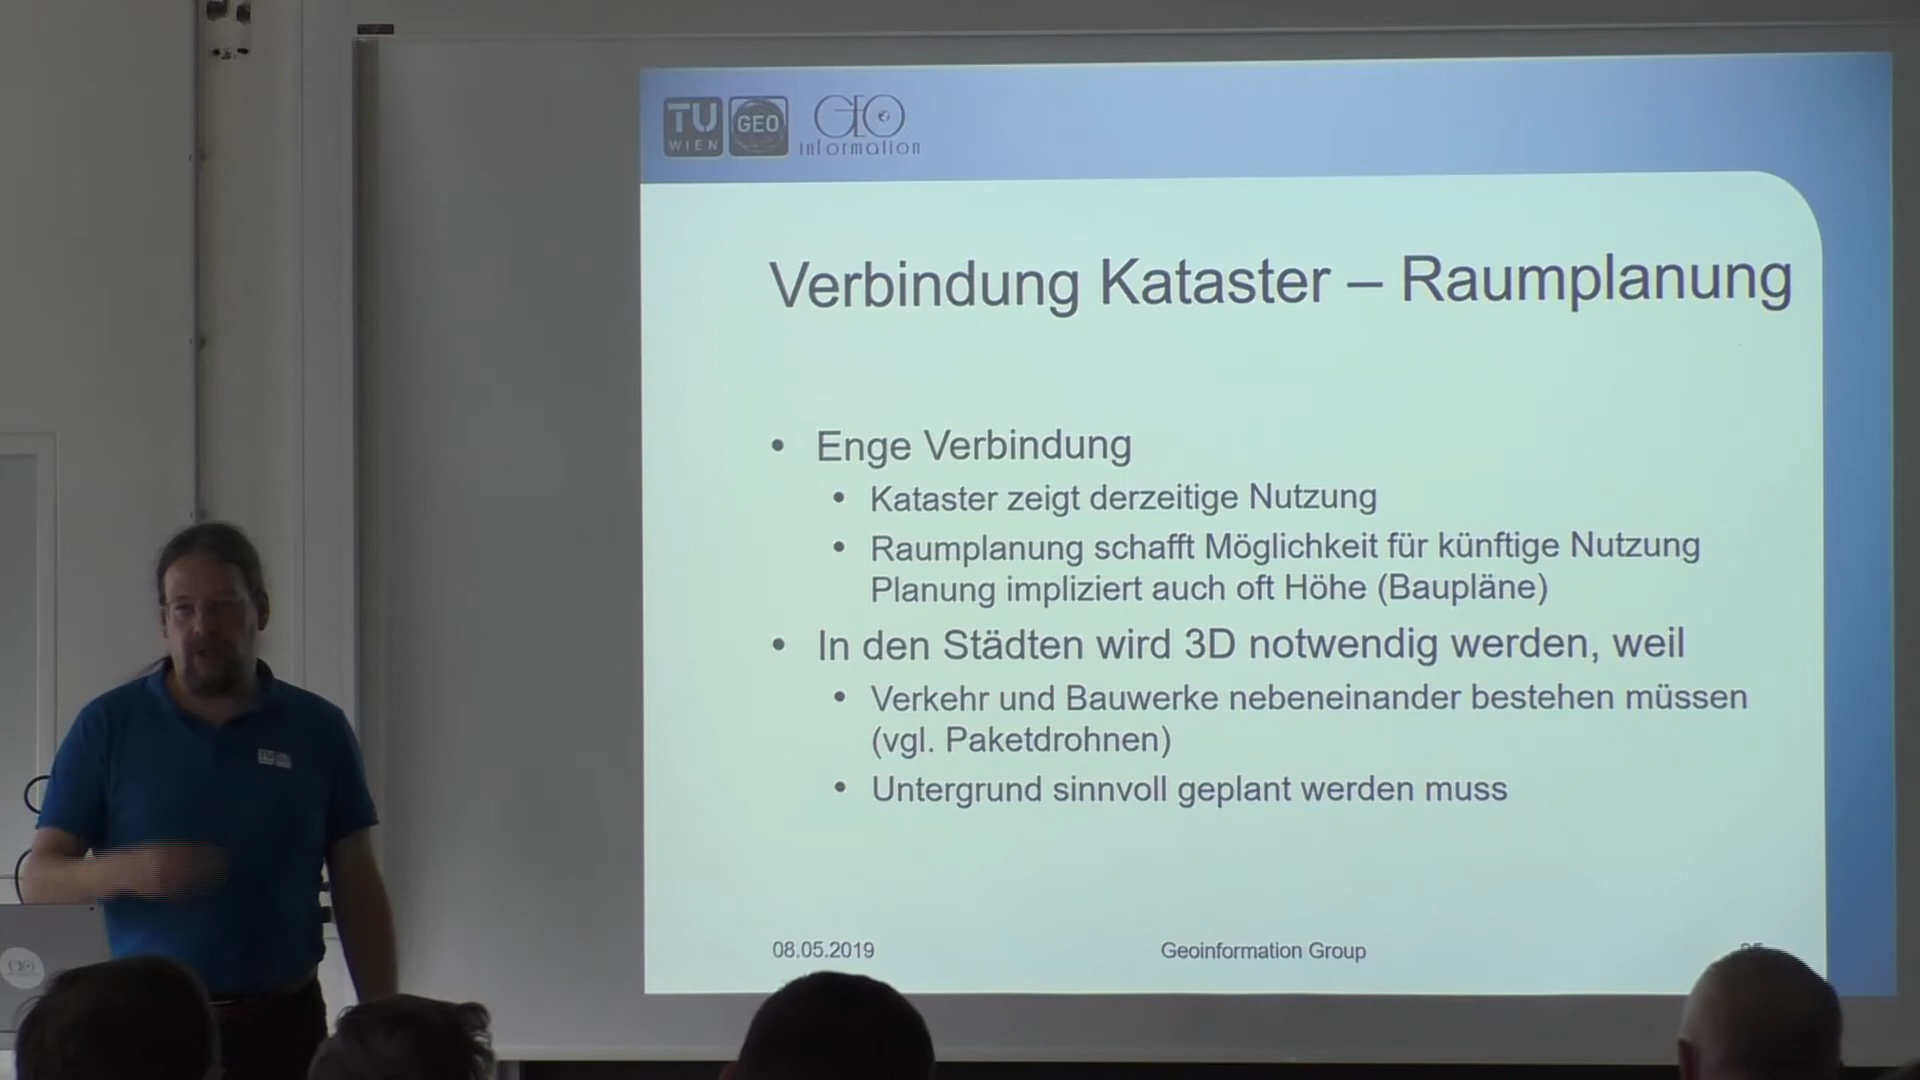 TU
WIEN
GEO
GEO
information
Verbindung Kataster – Raumplanung
• Enge Verbindung
• Kataster zeigt derzeitige Nutzung
• Raumplanung schafft Möglichkeit für künftige Nutzung
Planung impliziert auch oft Höhe (Baupläne)
• In den Städten wird 3D notwendig werden, weil
• Verkehr und Bauwerke nebeneinander bestehen müssen
(vgl. Paketdrohnen)
• Untergrund sinnvoll geplant werden muss
08.05.2019
Geoinformation Group